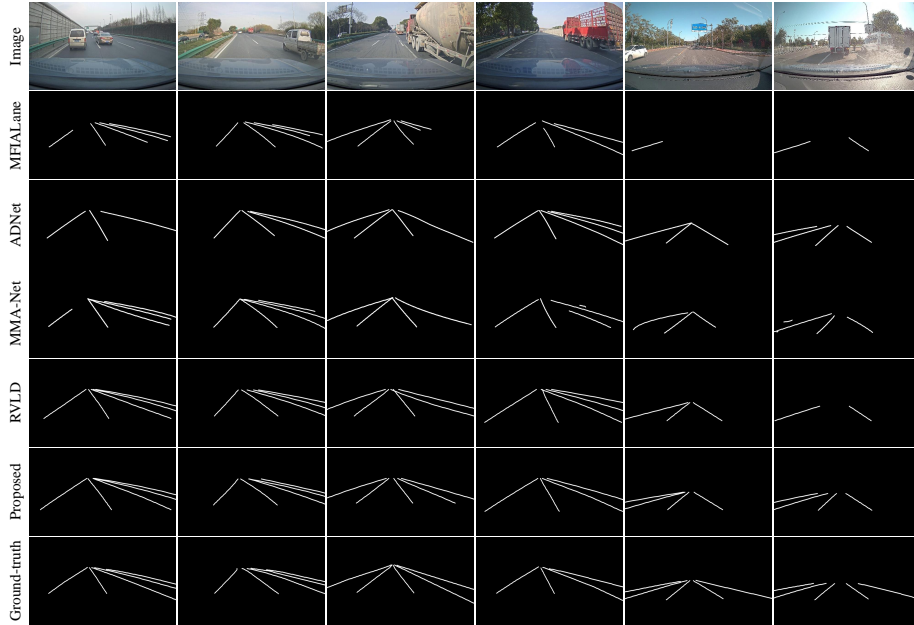 Image
MFIALane
ADNet
MMA-Net
RVLD
Proposed
Ground-truth